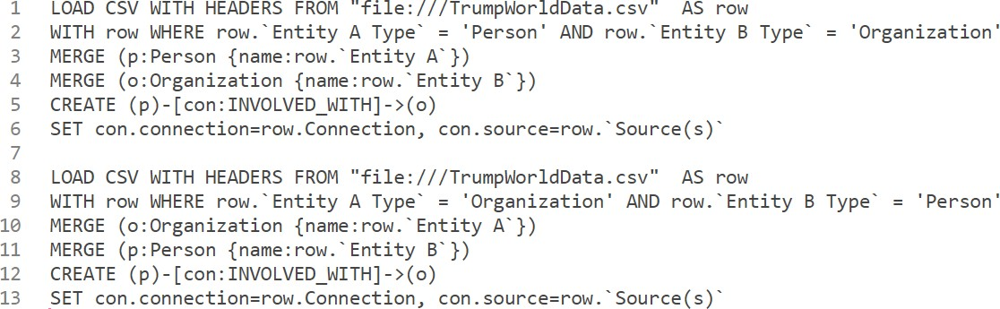 1 LOAD CSV WITH HEADERS FROM "file:///TrumpWorldData.csv"  AS row
2 WITH row WHERE row.`Entity A Type` = 'Person' AND row.`Entity B Type` = 'Organization'
3 MERGE (p:Person {name:row.`Entity A`})
4 MERGE (o:Organization {name:row.`Entity B`})
5 CREATE (p)-[con:INVOLVED_WITH]->(o)
6 SET con.connection=row.Connection, con.source=row.`Source(s)`
7
8 LOAD CSV WITH HEADERS FROM "file:///TrumpWorldData.csv"  AS row
9 WITH row WHERE row.`Entity A Type` = 'Organization' AND row.`Entity B Type` = 'Person'
10 MERGE (o:Organization {name:row.`Entity A`})
11 MERGE (p:Person {name:row.`Entity B`})
12 CREATE (p)-[con:INVOLVED_WITH]->(o)
13 SET con.connection=row.Connection, con.source=row.`Source(s)`